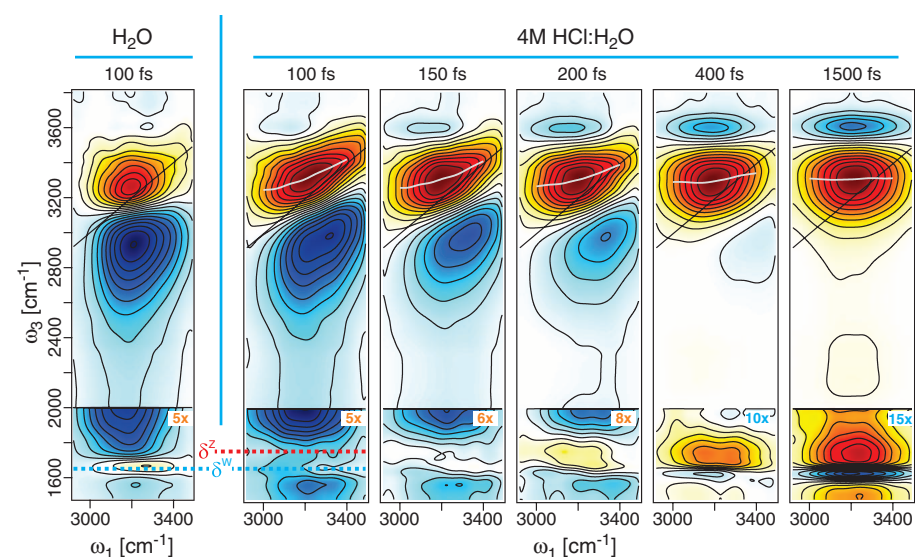 H₂O
4M HCl:H₂O
100 fs
100 fs
150 fs
200 fs
400 fs
1500 fs
3600
3200
2800
2400
2000
1600
ω₃ [cm⁻¹]
5x
5x
6x
8x
10x
15x
δᶻ
δᵂ
3000 3400
3000 3400
3000 3400
3000 3400
3000 3400
3000 3400
ω₁ [cm⁻¹]
ω₁ [cm⁻¹]